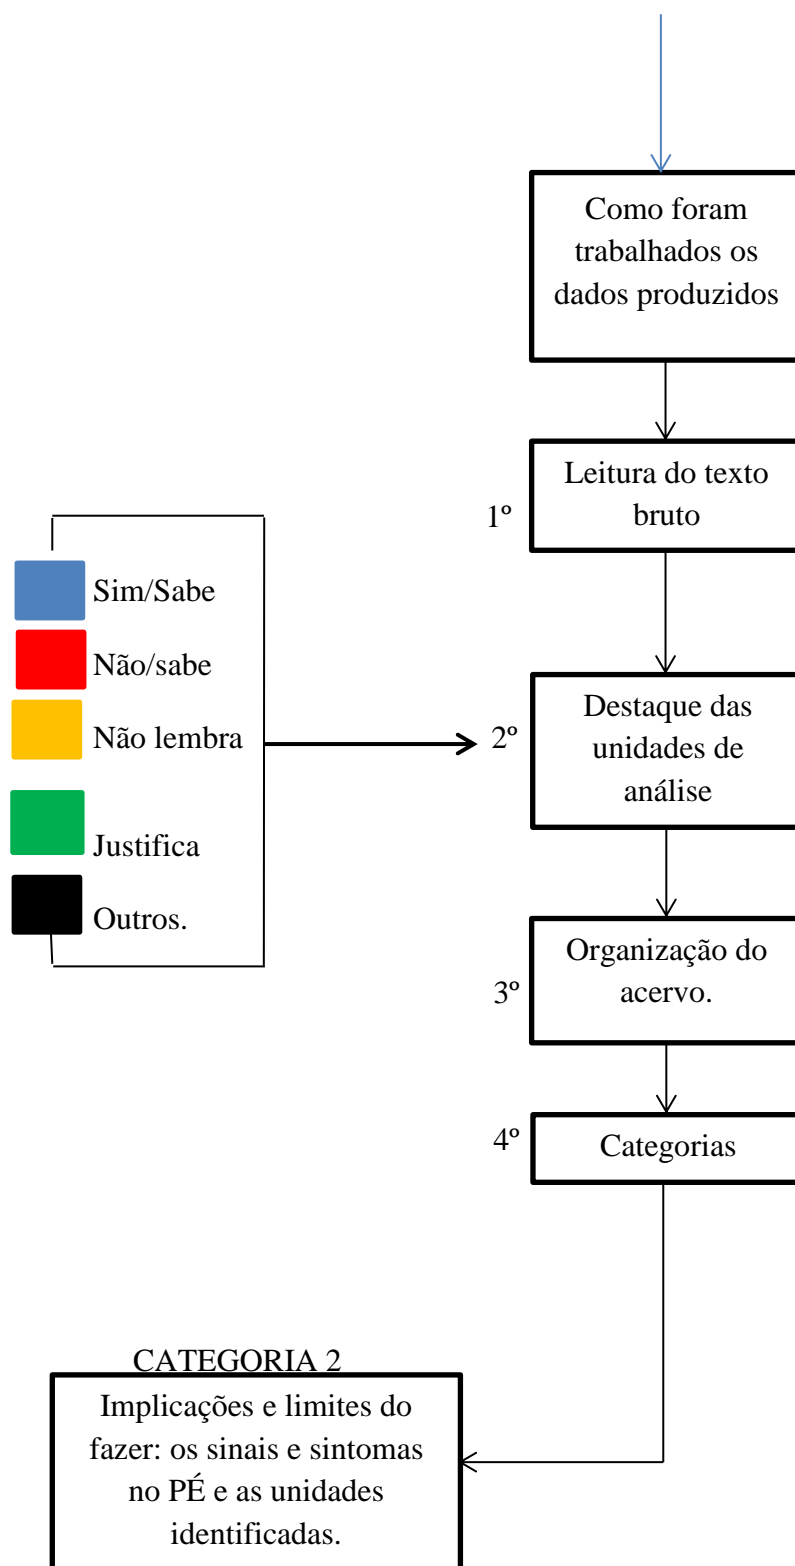 Como foram
trabalhados os
dados produzidos
1º
Leitura do texto
bruto
Sim/Sabe
Não/sabe
Não lembra
Justifica
Outros.
2º
Destaque das
unidades de
análise
3º
Organização do
acervo.
4º
Categorias
CATEGORIA 2
Implicações e limites do
fazer: os sinais e sintomas
no PÉ e as unidades
identificadas.